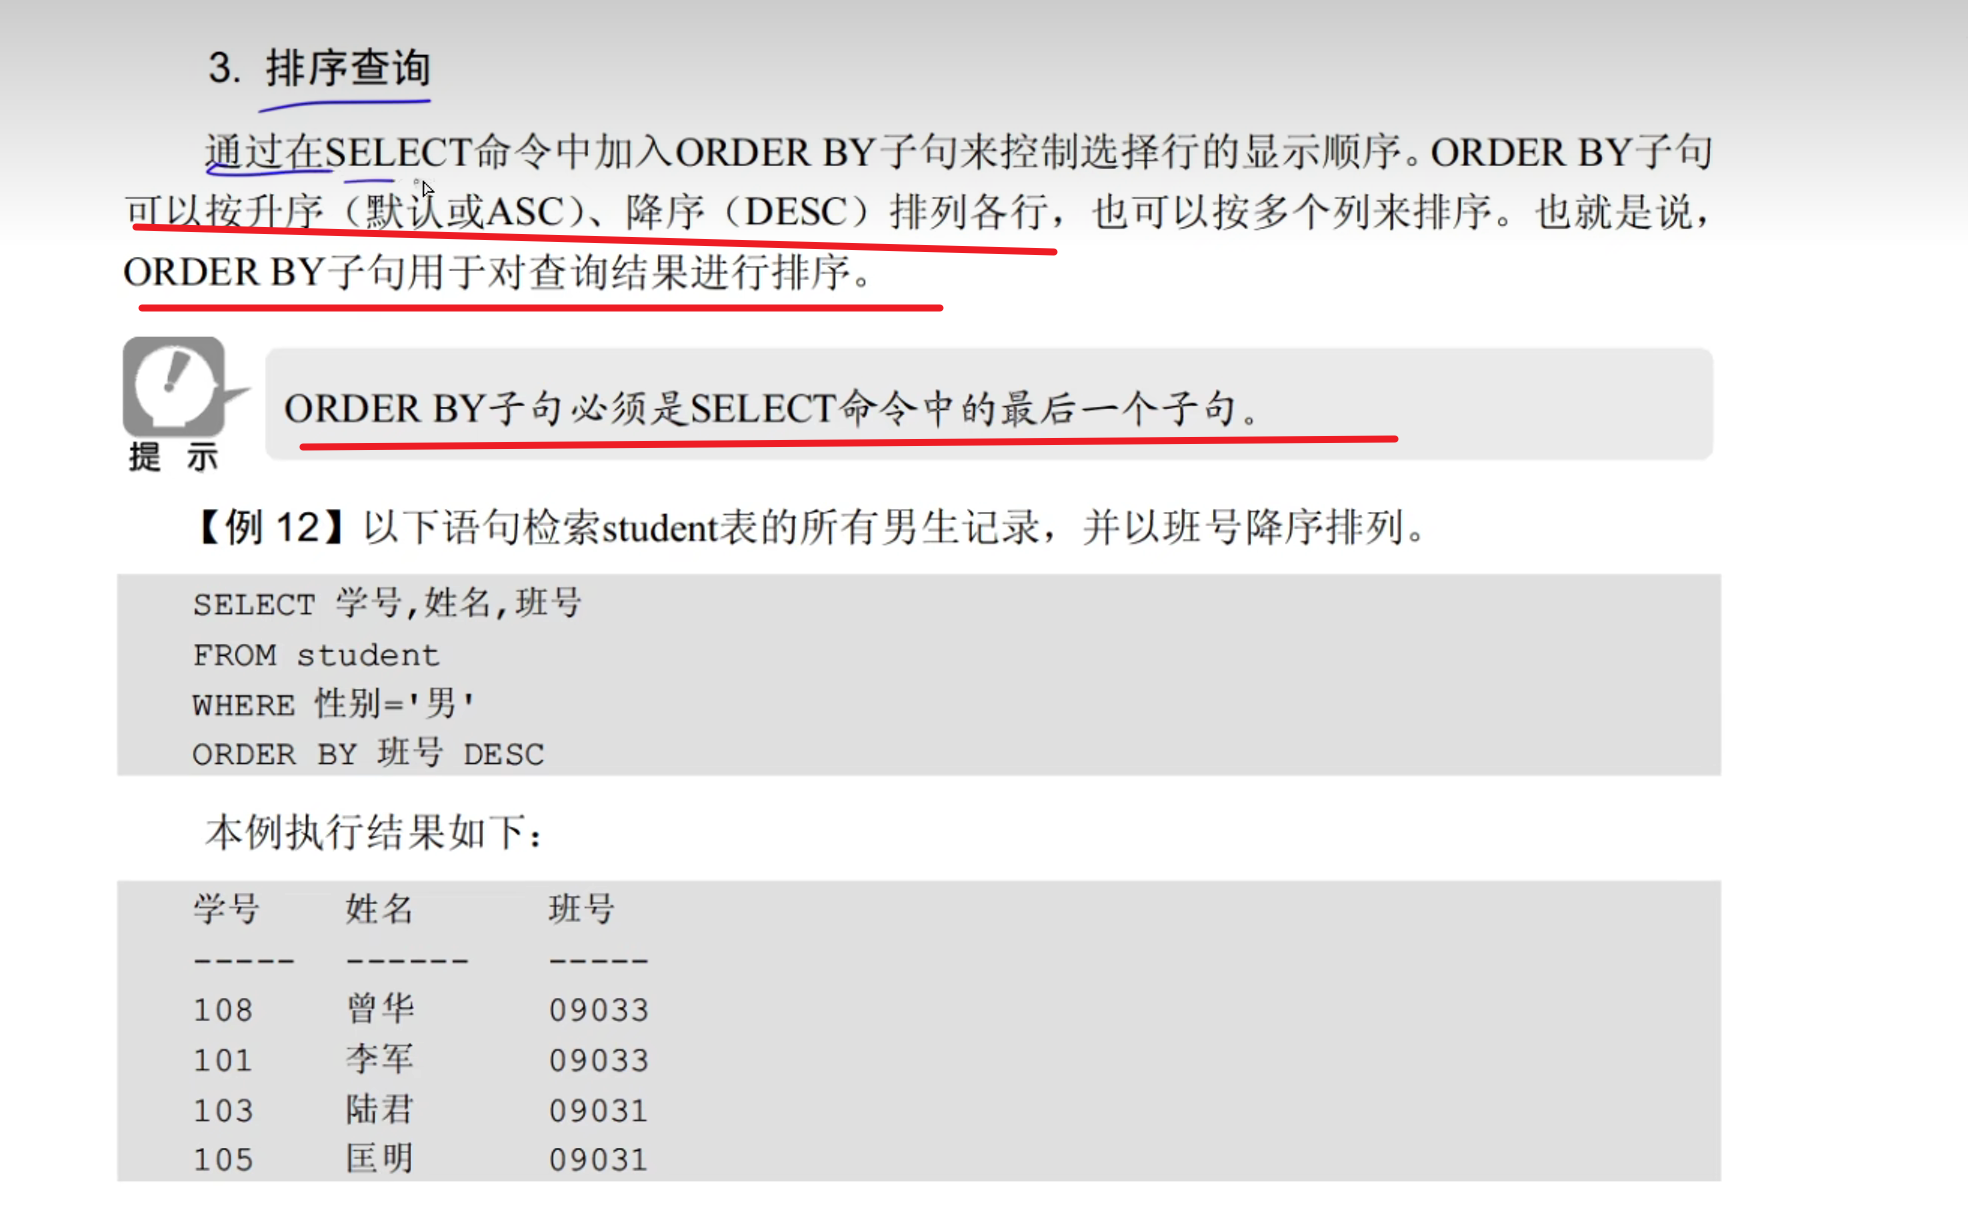 3. 排序查询
通过在SELECT命令中加入ORDER BY子句来控制选择行的显示顺序。ORDER BY子句
可以按升序（默认或ASC）、降序（DESC）排列各行，也可以按多个列来排序。也就是说，
ORDER BY子句用于对查询结果进行排序。
ORDER BY子句必须是SELECT命令中的最后一个子句。
提 示
【例 12】以下语句检索student表的所有男生记录，并以班号降序排列。
SELECT 学号,姓名,班号
FROM student
WHERE 性别='男'
ORDER BY 班号 DESC
本例执行结果如下：
学号 姓名 班号
----- ------ -----
108 曾华 09033
101 李军 09033
103 陆君 09031
105 匡明 09031